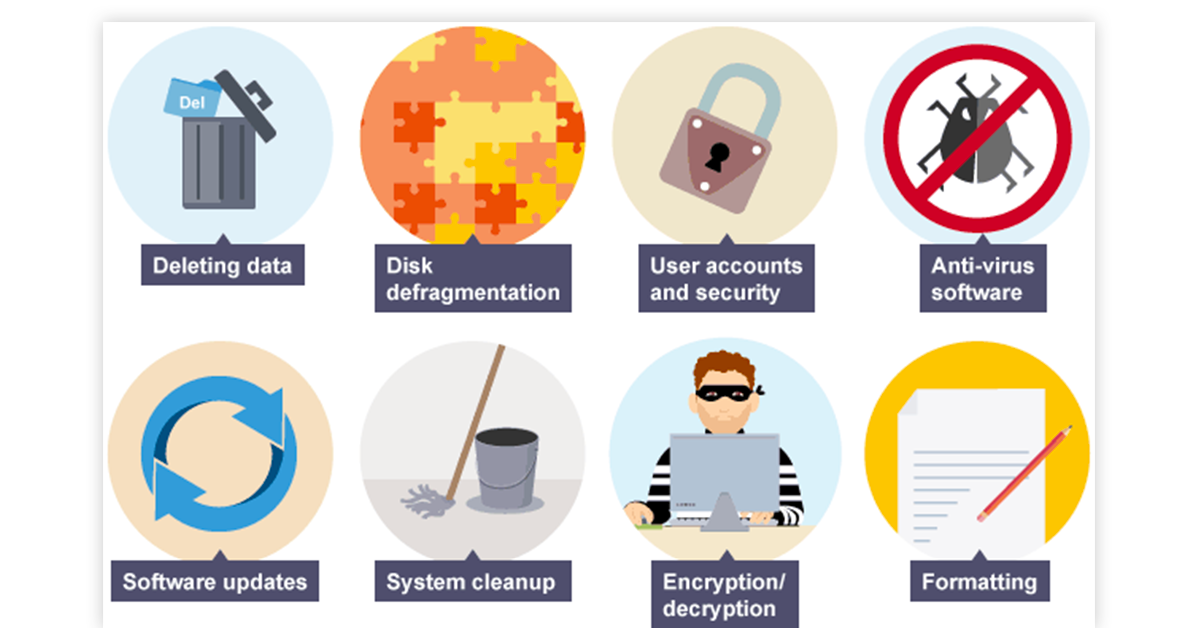 Del
Deleting data
Disk
defragmentation
User accounts
and security
Anti-virus
software
Software updates
System cleanup
Encryption/
decryption
Formatting